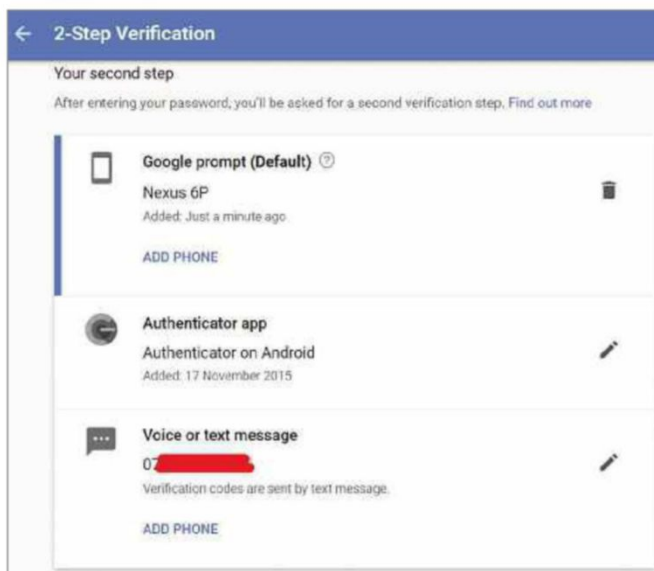 2-Step Verification
Your second step
After entering your password, you'll be asked for a second verification step. Find out more
Google prompt (Default)
Nexus 6P
Added: Just a minute ago
ADD PHONE
Authenticator app
Authenticator on Android
Added: 17 November 2015
Voice or text message
07
Verification codes are sent by text message.
ADD PHONE